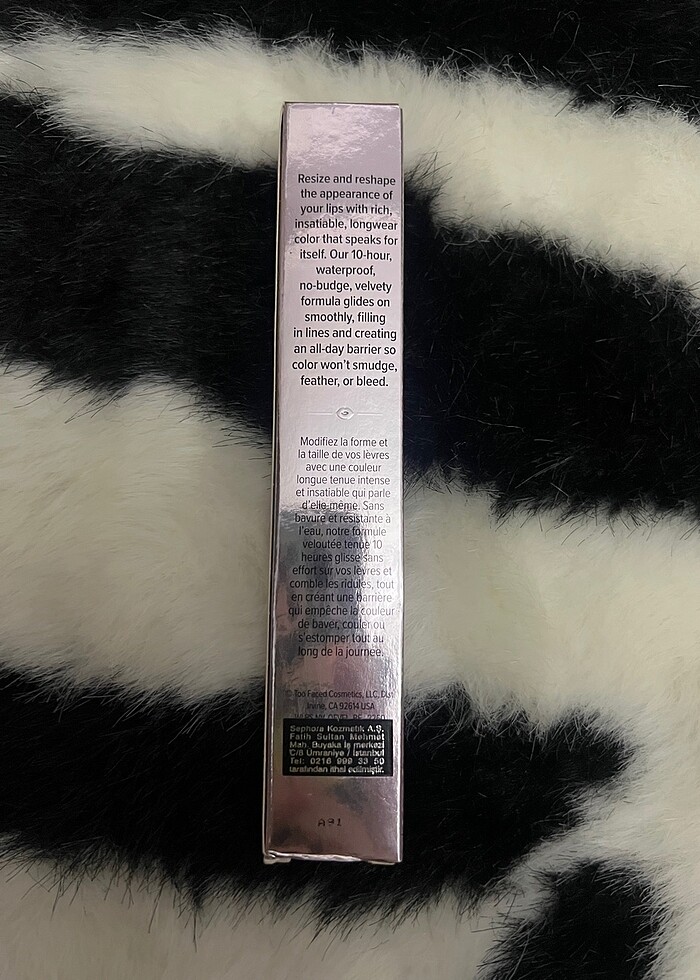 Resize and reshape
the appearance of
your lips with rich,
insatiable, longwear
color that speaks for
itself. Our 10-hour,
waterproof,
no-budge, velvety
formula glides on
smoothly, filling
in lines and creating
an all-day barrier so
color won't smudge,
feather, or bleed.
Modifiez la forme et
la taille de vos lèvres
avec une couleur
longue tenue intense
et insatiable qui parle
d'elle-même. Sans
bavure et résistante à
l'eau, notre formule
veloutée tenue 10
heures glisse sans
effort sur vos lèvres et
comble les ridules, tout
en créant une barrière
qui empêche la couleur
de baver, couler ou
s'estomper tout au
long de la journée.
© Too Faced Cosmetics, LLC, Dist.
Irvine, CA 92614 USA
Sephora Kozmetik A.Ş.
Fatih Sultan Mehmet
Mah. Buyaka iş merkezi
C/8 Ümraniye / İstanbul
Tel: 0216 999 33 50
tarafından ithal edilmiştir.
A91